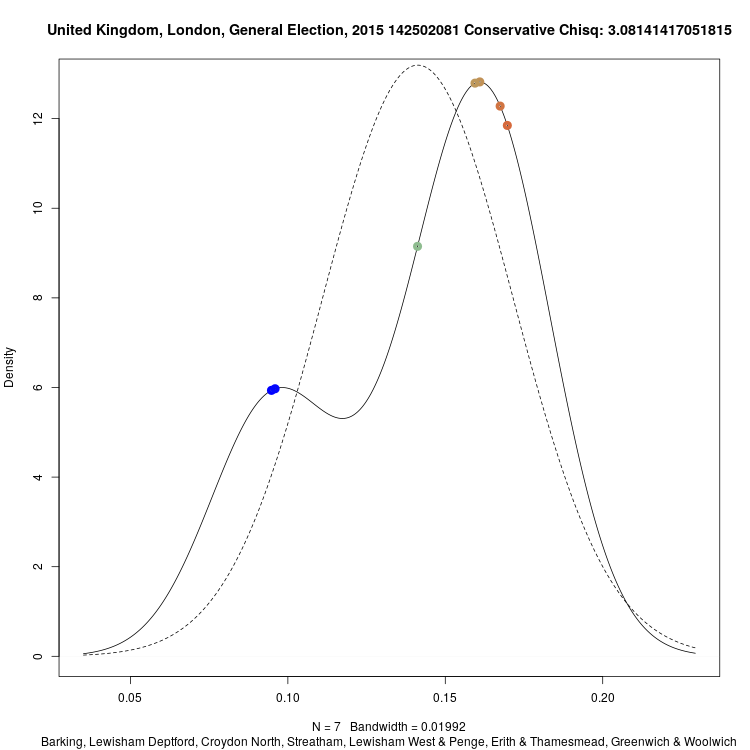 United Kingdom, London, General Election, 2015 142502081 Conservative Chisq: 3.08141417051815
Density
12
10
8
6
4
2
0
0.05 0.10 0.15 0.20
N = 7 Bandwidth = 0.01992
Barking, Lewisham Deptford, Croydon North, Streatham, Lewisham West & Penge, Erith & Thamesmead, Greenwich & Woolwich